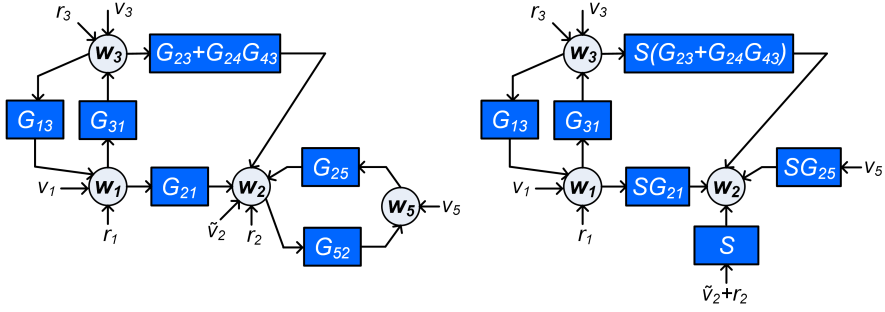 r₃ v₃
w₃ G₂₃+G₂₄G₄₃
G₁₃ G₃₁
v₁ w₁ G₂₁ w₂ G₂₅
w₅ v₅
r₁ ṽ₂ r₂ G₅₂
r₃ v₃
w₃ S(G₂₃+G₂₄G₄₃)
G₁₃ G₃₁
v₁ w₁ SG₂₁ w₂ SG₂₅ v₅
r₁ S
ṽ₂+r₂